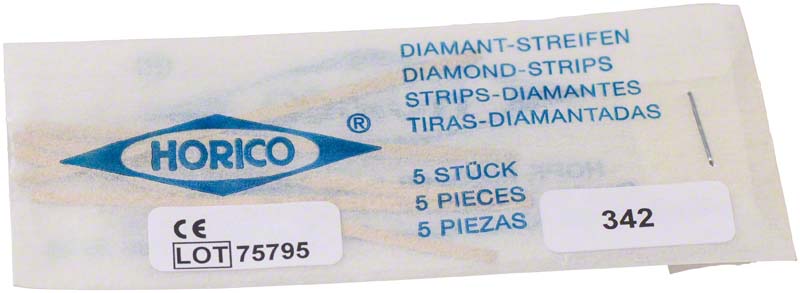 DIAMANT-STREIFEN
DIAMOND-STRIPS
STRIPS-DIAMANTES
TIRAS-DIAMANTADAS
HORICO ®
5 STÜCK
5 PIECES
5 PIEZAS
342
CE
LOT 75795